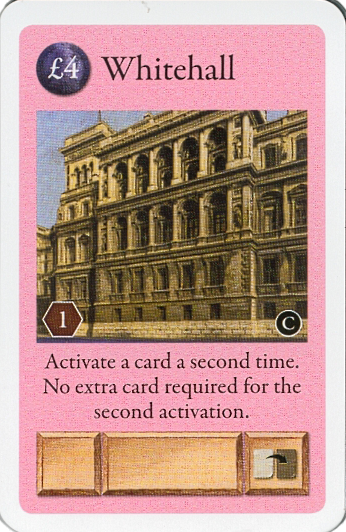 £4 Whitehall
1 C
Activate a card a second time.
No extra card required for the
second activation.